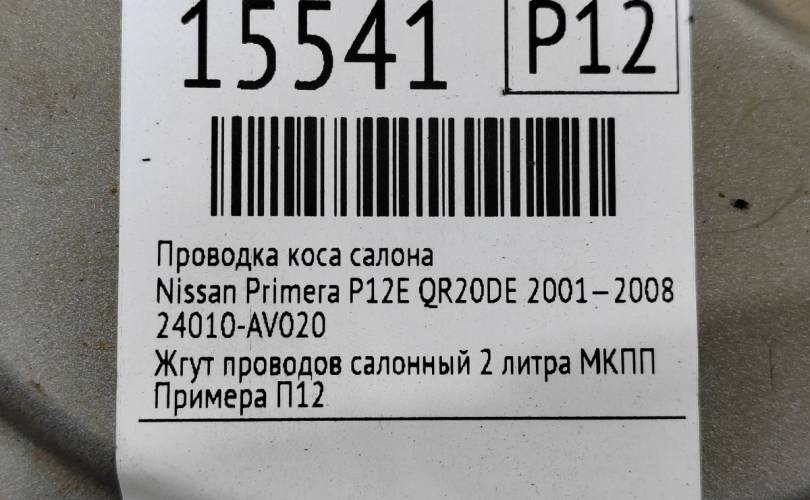 15541
P12
Проводка коса салона
Nissan Primera P12E QR20DE 2001–2008
24010-AV020
Жгут проводов салонный 2 литра МКПП
Примера П12